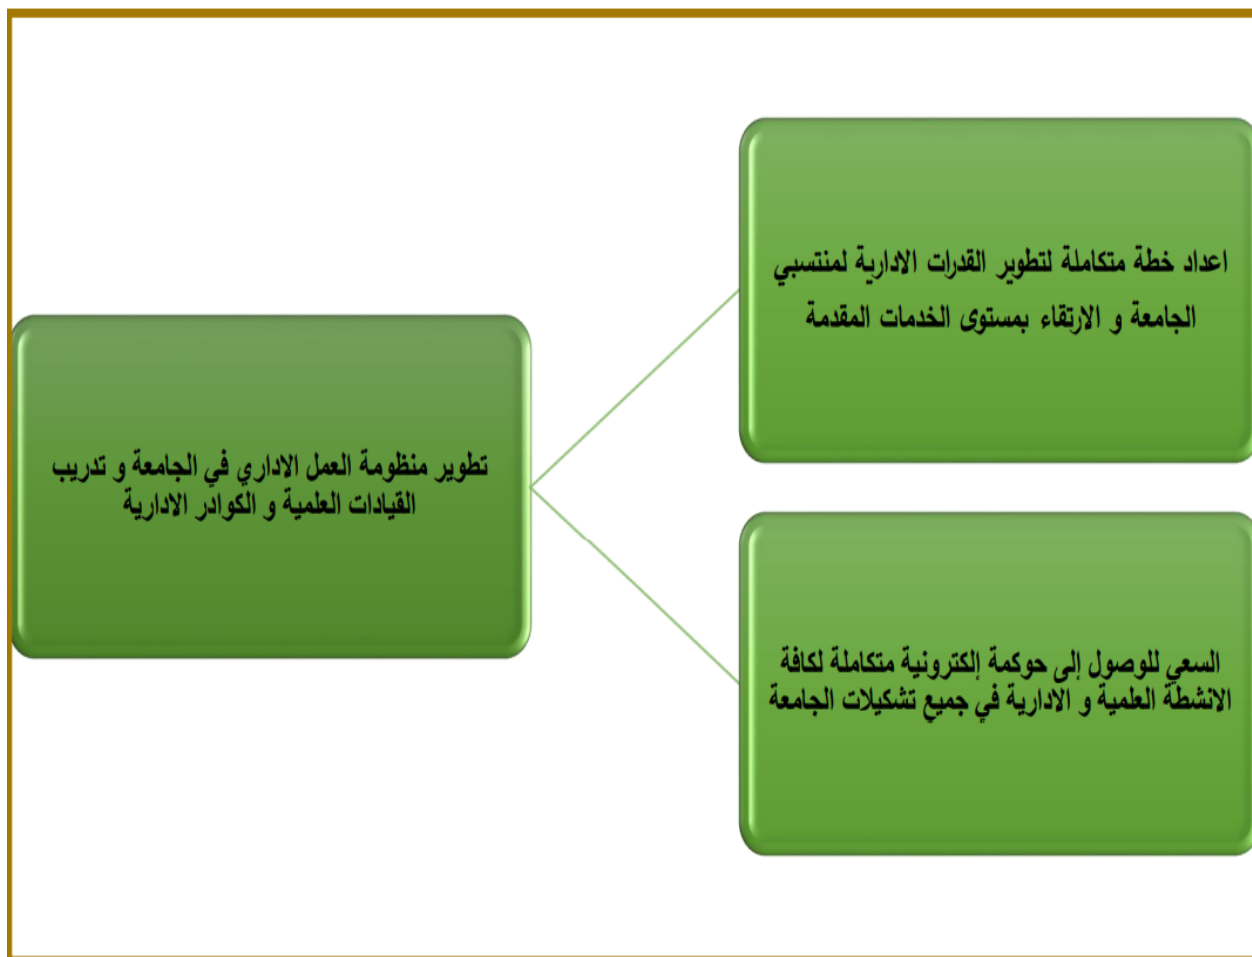 تطوير منظومة العمل الاداري في الجامعة و تدريب
القيادات العلمية و الكوادر الادارية
اعداد خطة متكاملة لتطوير القدرات الادارية لمنتسبي
الجامعة و الارتقاء بمستوى الخدمات المقدمة
السعي للوصول إلى حوكمة إلكترونية متكاملة لكافة
الانشطة العلمية و الادارية في جميع تشكيلات الجامعة